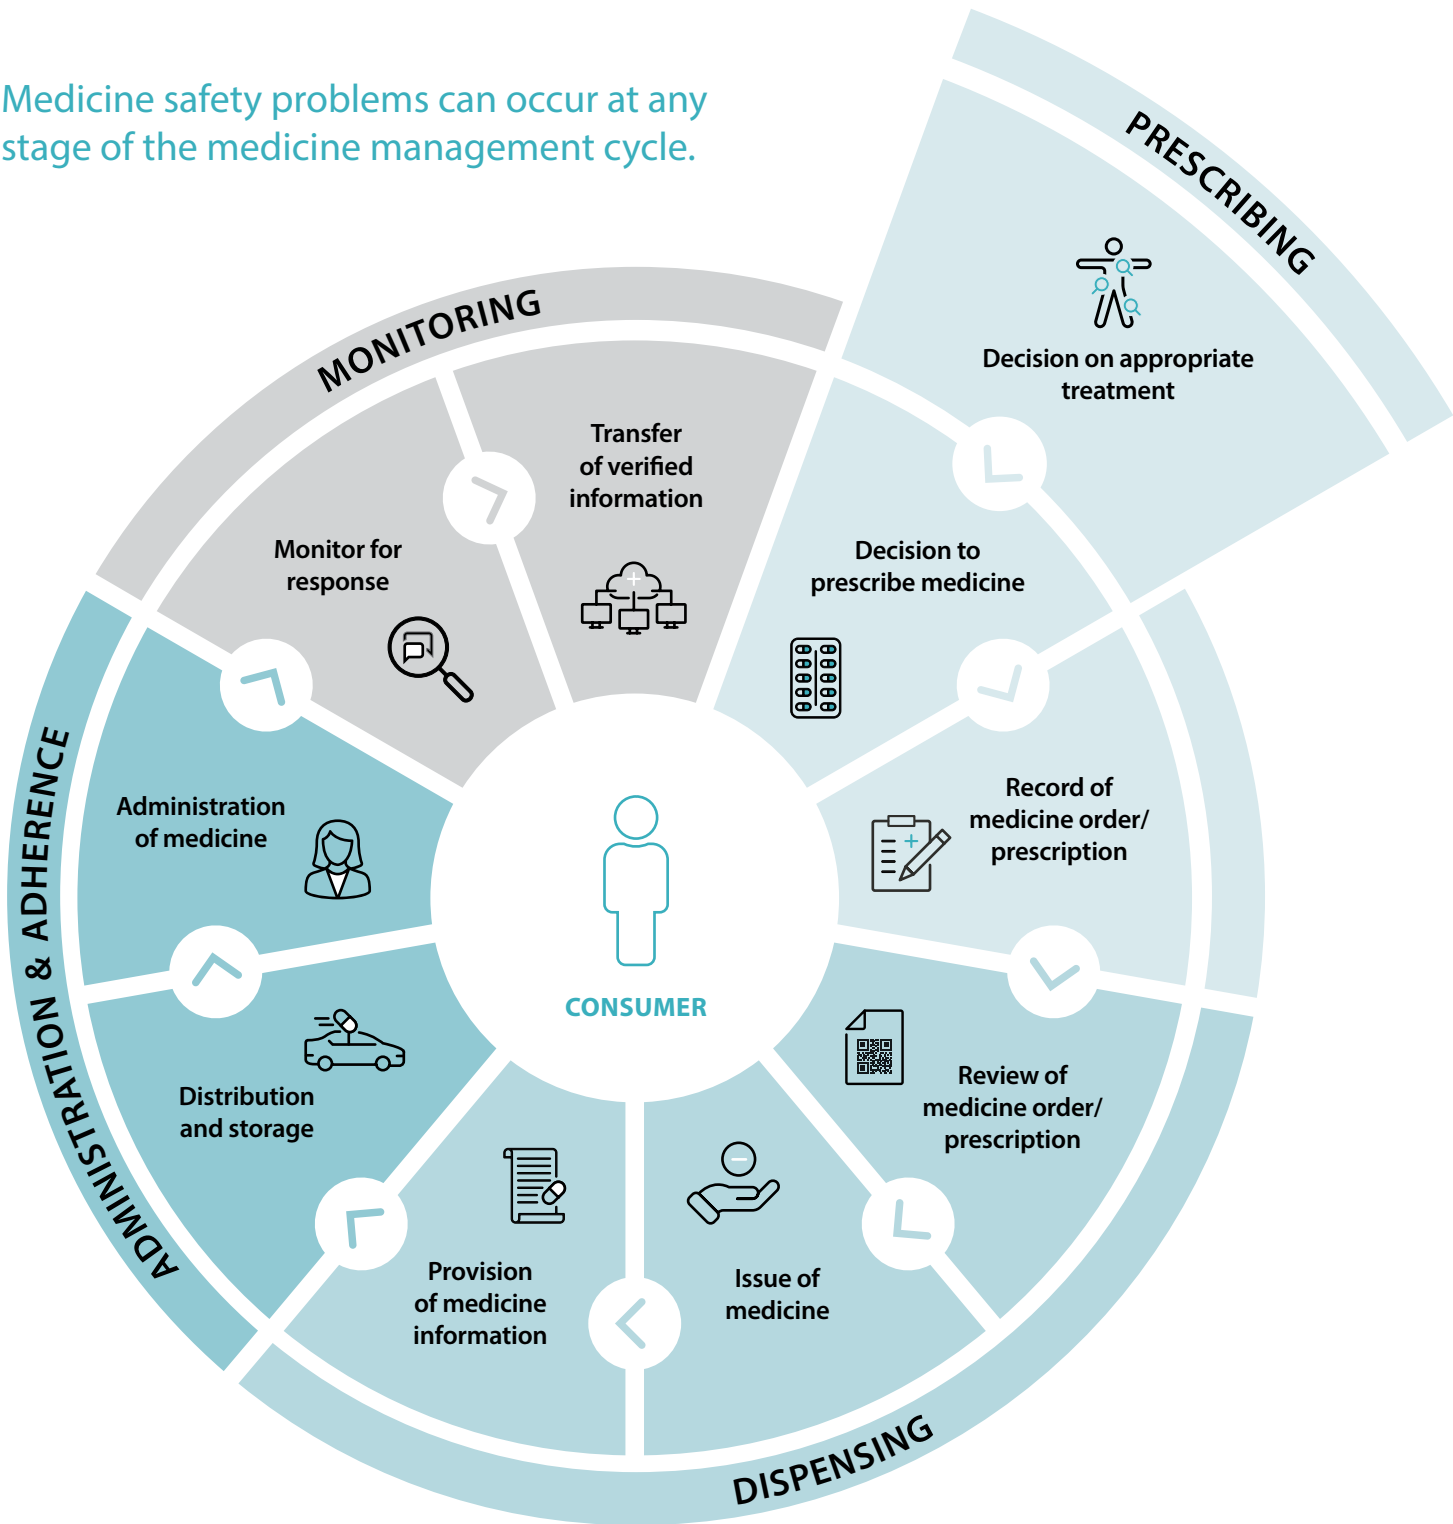 Medicine safety problems can occur at any
stage of the medicine management cycle.
PRESCRIBING
Decision on appropriate
treatment
Decision to
prescribe medicine
Record of
medicine order/
prescription
DISPENSING
Review of
medicine order/
prescription
Issue of
medicine
Provision
of medicine
information
ADMINISTRATION & ADHERENCE
Distribution
and storage
Administration
of medicine
MONITORING
Monitor for
response
Transfer
of verified
information
CONSUMER